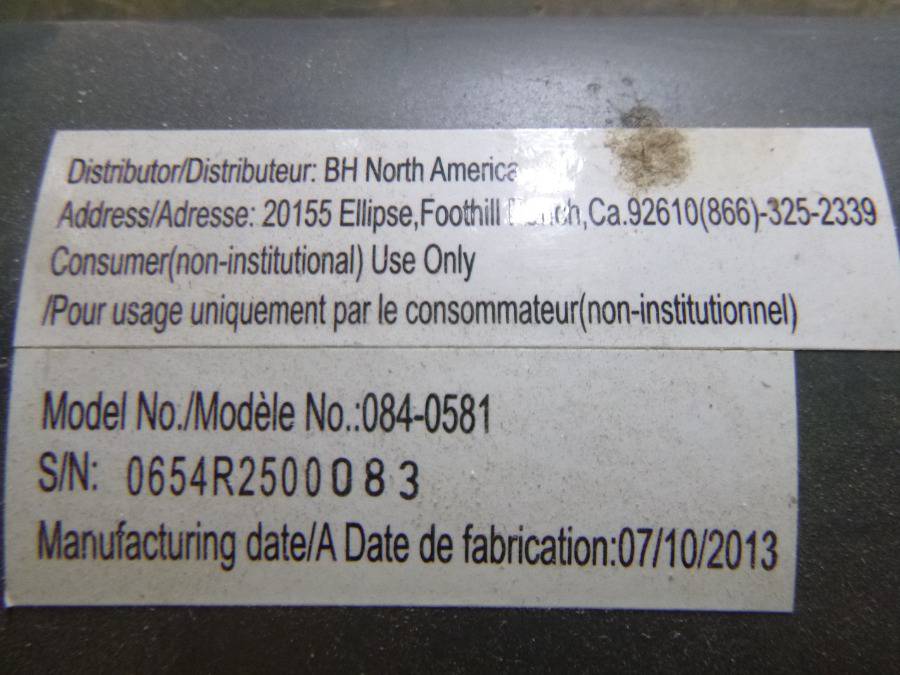 Distributor/Distributeur: BH North America
Address/Adresse: 20155 Ellipse,Foothill ,Ca.92610(866)-325-2339
Consumer(non-institutional) Use Only
/Pour usage uniquement par le consommateur(non-institutionnel)
Model No./Modèle No.:084-0581
S/N: 0654R2500083
Manufacturing date/A Date de fabrication:07/10/2013